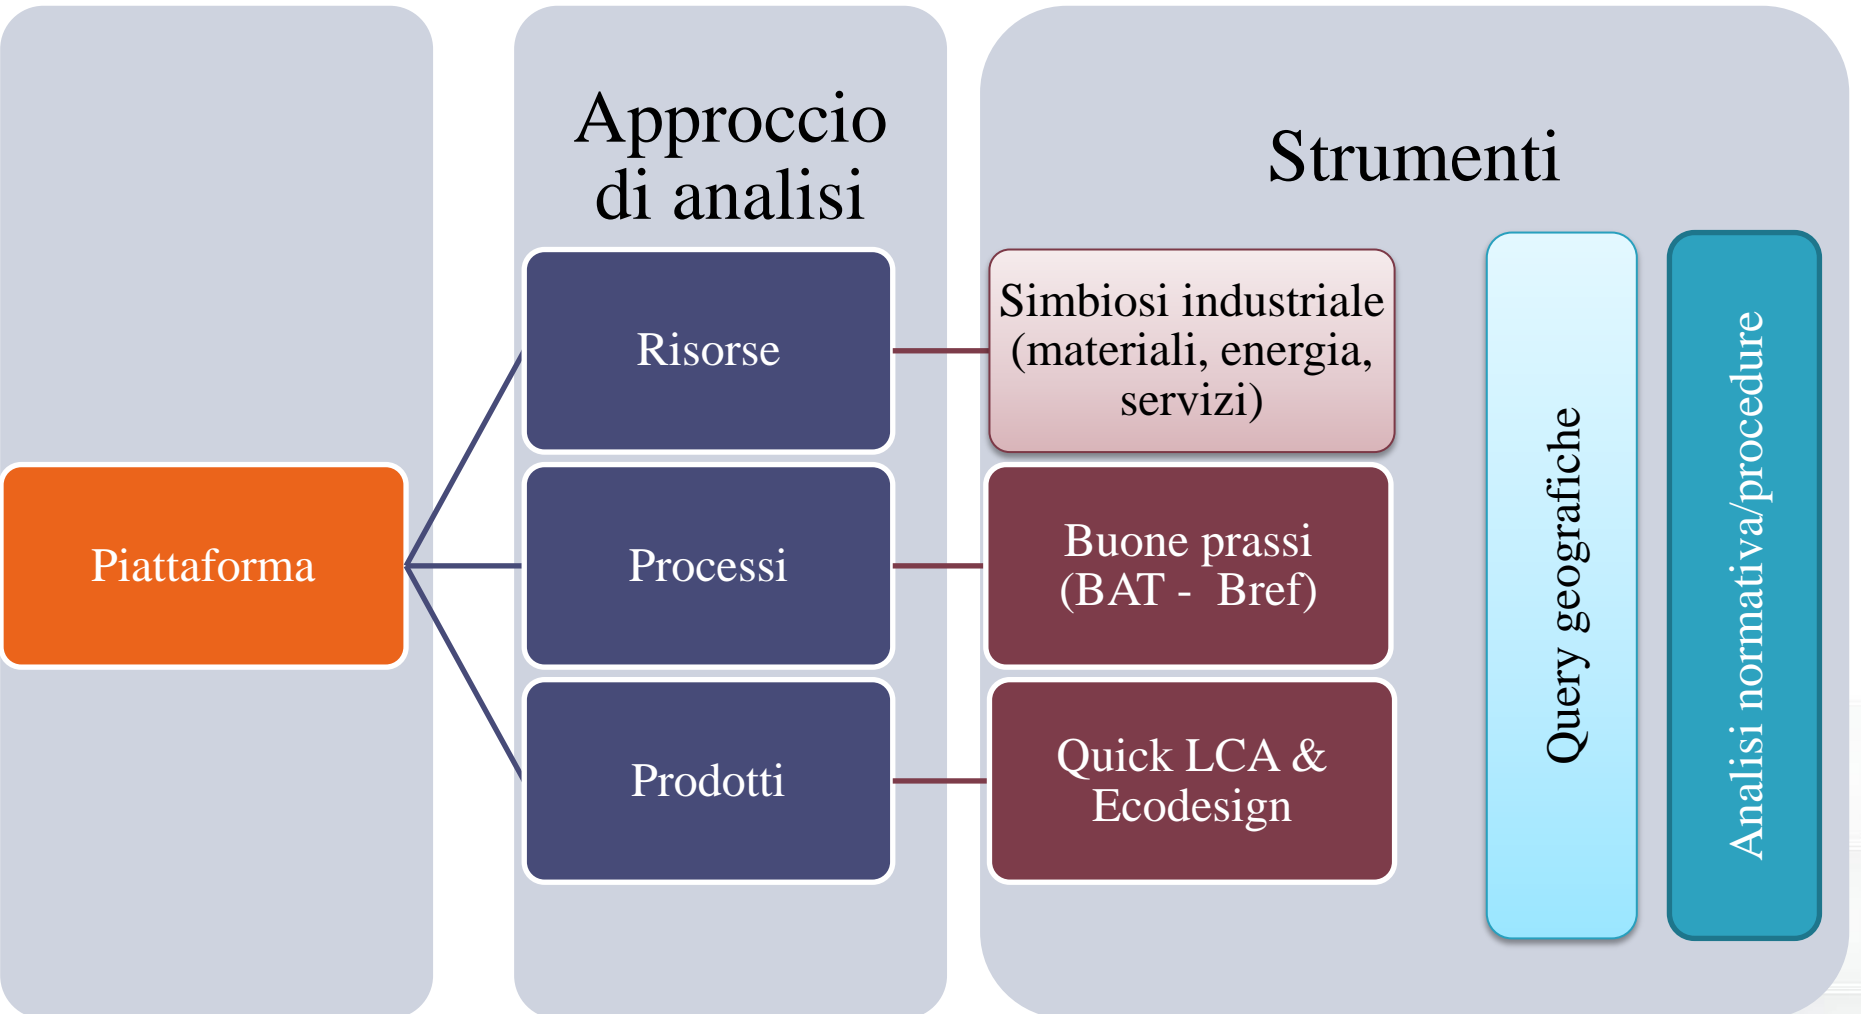 Approccio
di analisi
Strumenti
Piattaforma
Risorse
Simbiosi industriale
(materiali, energia,
servizi)
Processi
Buone prassi
(BAT - Bref)
Prodotti
Quick LCA &
Ecodesign
Query geografiche
Analisi normativa/procedure